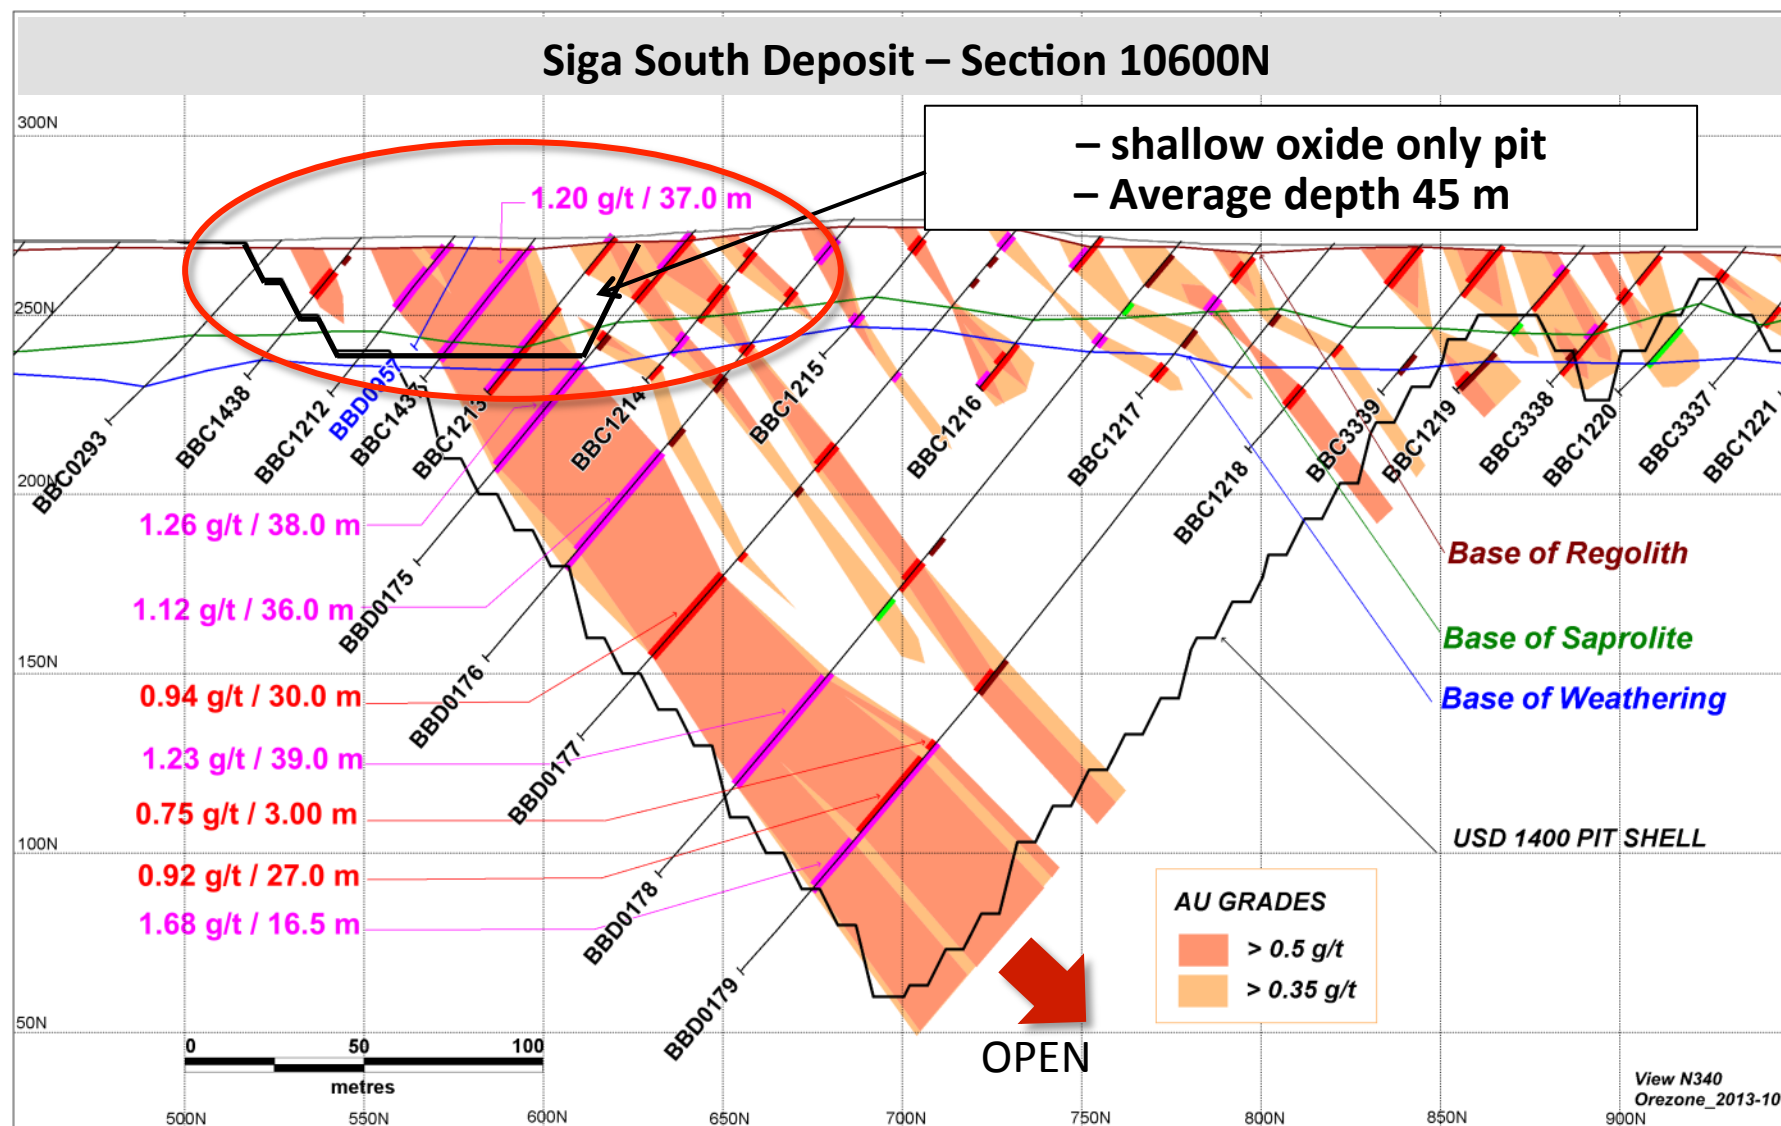 Siga South Deposit – Section 10600N
– shallow oxide only pit
– Average depth 45 m
300N
250N
200N
150N
100N
50N
1.20 g/t / 37.0 m
1.26 g/t / 38.0 m
1.12 g/t / 36.0 m
0.94 g/t / 30.0 m
1.23 g/t / 39.0 m
0.75 g/t / 3.00 m
0.92 g/t / 27.0 m
1.68 g/t / 16.5 m
BBC0293
BBC1438
BBC1212
BBD0057
BBC1437
BBC1213
BBC1214
BBC1215
BBC1216
BBC1217
BBC1218
BBC3339
BBC1219
BBC3338
BBC1220
BBC3337
BBC1221
BBD0175
BBD0176
BBD0177
BBD0178
BBD0179
Base of Regolith
Base of Saprolite
Base of Weathering
USD 1400 PIT SHELL
AU GRADES
> 0.5 g/t
> 0.35 g/t
OPEN
0 50 100
metres
View N340
Orezone_2013-10
500N 550N 600N 650N 700N 750N 800N 850N 900N